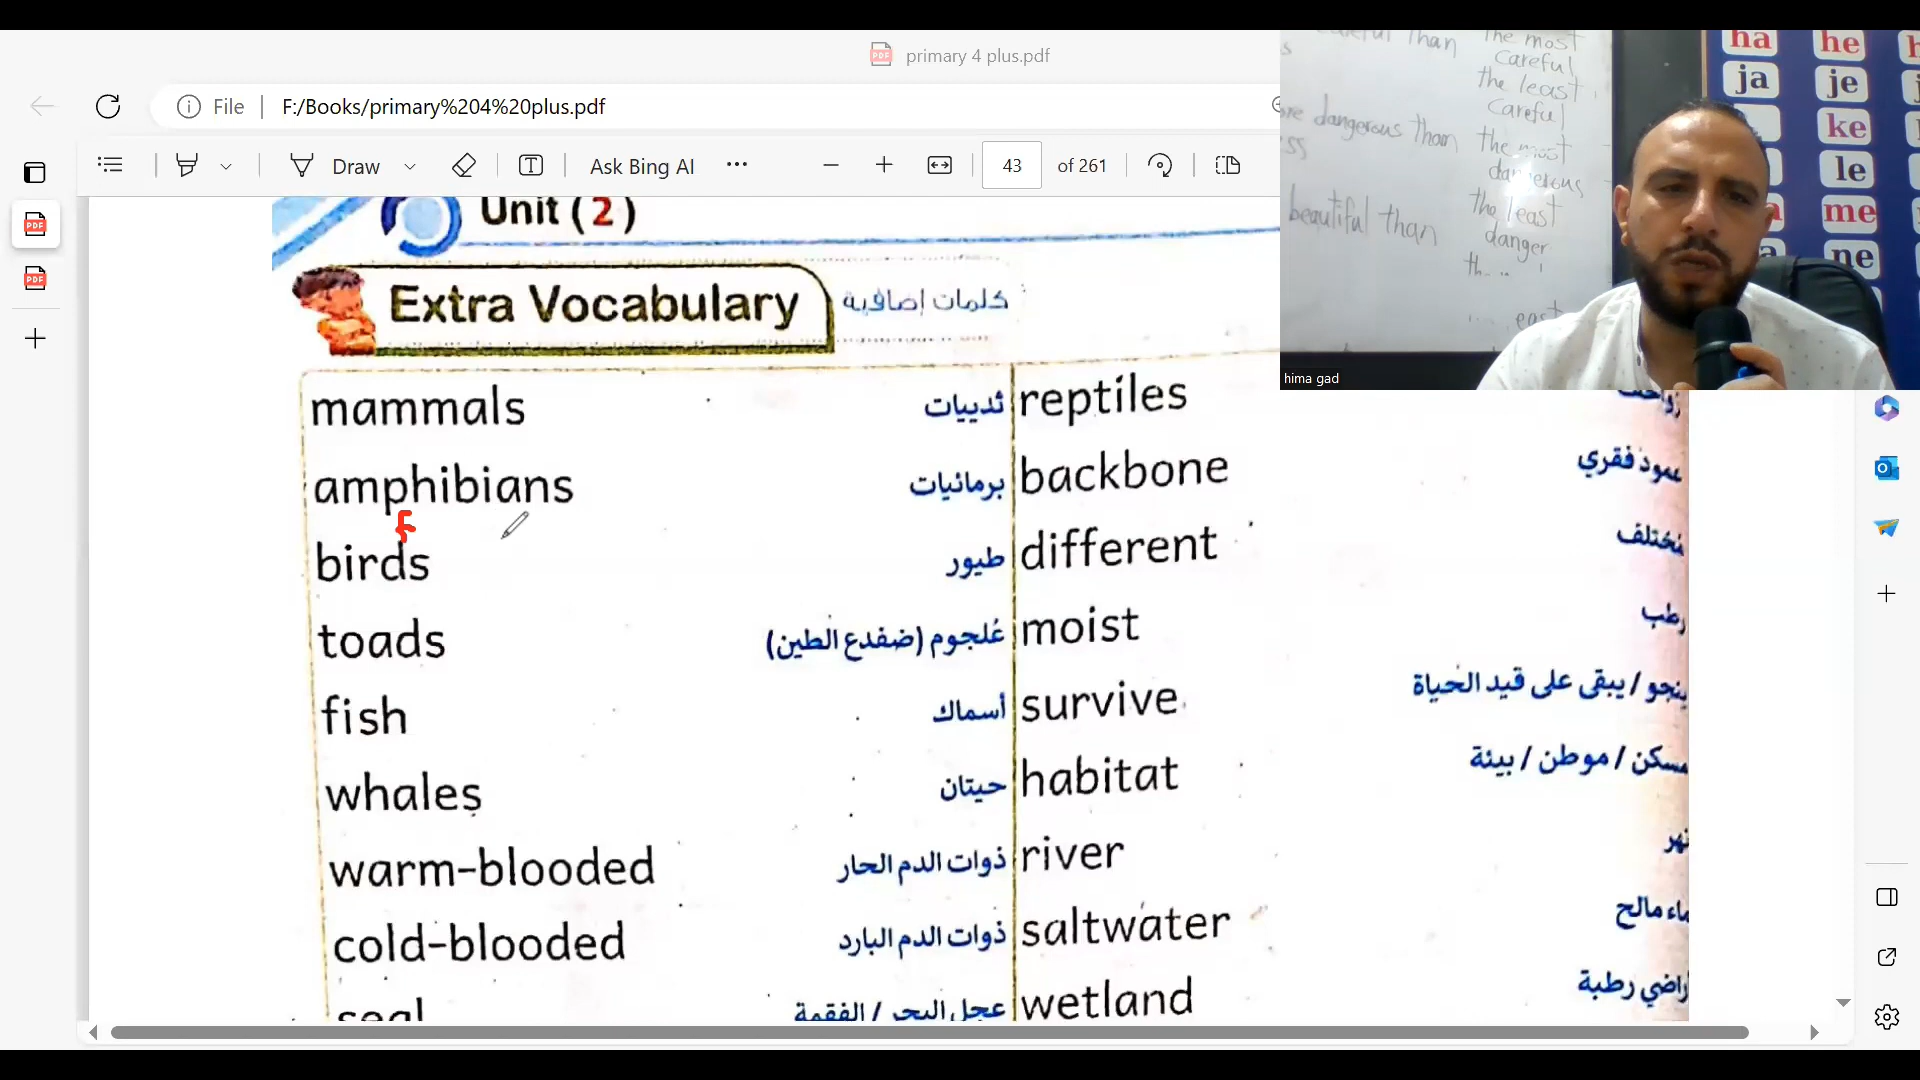 primary 4 plus.pdf
File
F:/Books/primary%204%20plus.pdf
Draw
Ask Bing AI
43 of 261
Unit (2)
Extra Vocabulary كلمات إضافية
mammals ثدييات reptiles
amphibians برمائيات backbone عمود فقري
f
birds طيور different مختلف
toads عُلجوم (ضفدع الطين) moist رطب
fish أسماك survive ينجو / يبقى على قيد الحياة
whales حيتان habitat مسكن / موطن / بيئة
warm-blooded ذوات الدم الحار river نهر
cold-blooded ذوات الدم البارد saltwater ماء مالح
seal عجل البحر / الفقمة wetland أراضي رطبة
than the most
careful
the least
careful
dangerous than the most
dangerous
the least
danger
beautiful than
hima gad
ha he
ja je
ke
le
me
ne